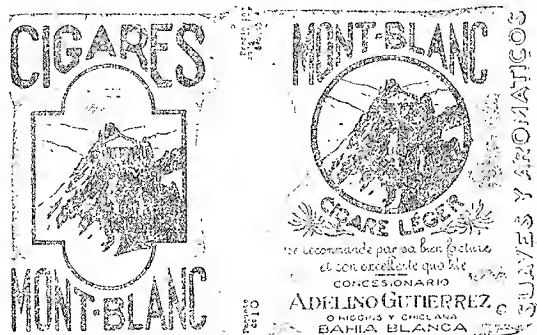 CIGARES
MONT-BLANC
MONT-BLANC
CIGARE LÉGER
Se recommande par sa bien facture
et son excellente qualité
CONCESIONARIO
ADELINO GUTIERREZ
O HIGGINS Y CHICLANA
BAHIA BLANCA
SUAVES Y AROMATICOS